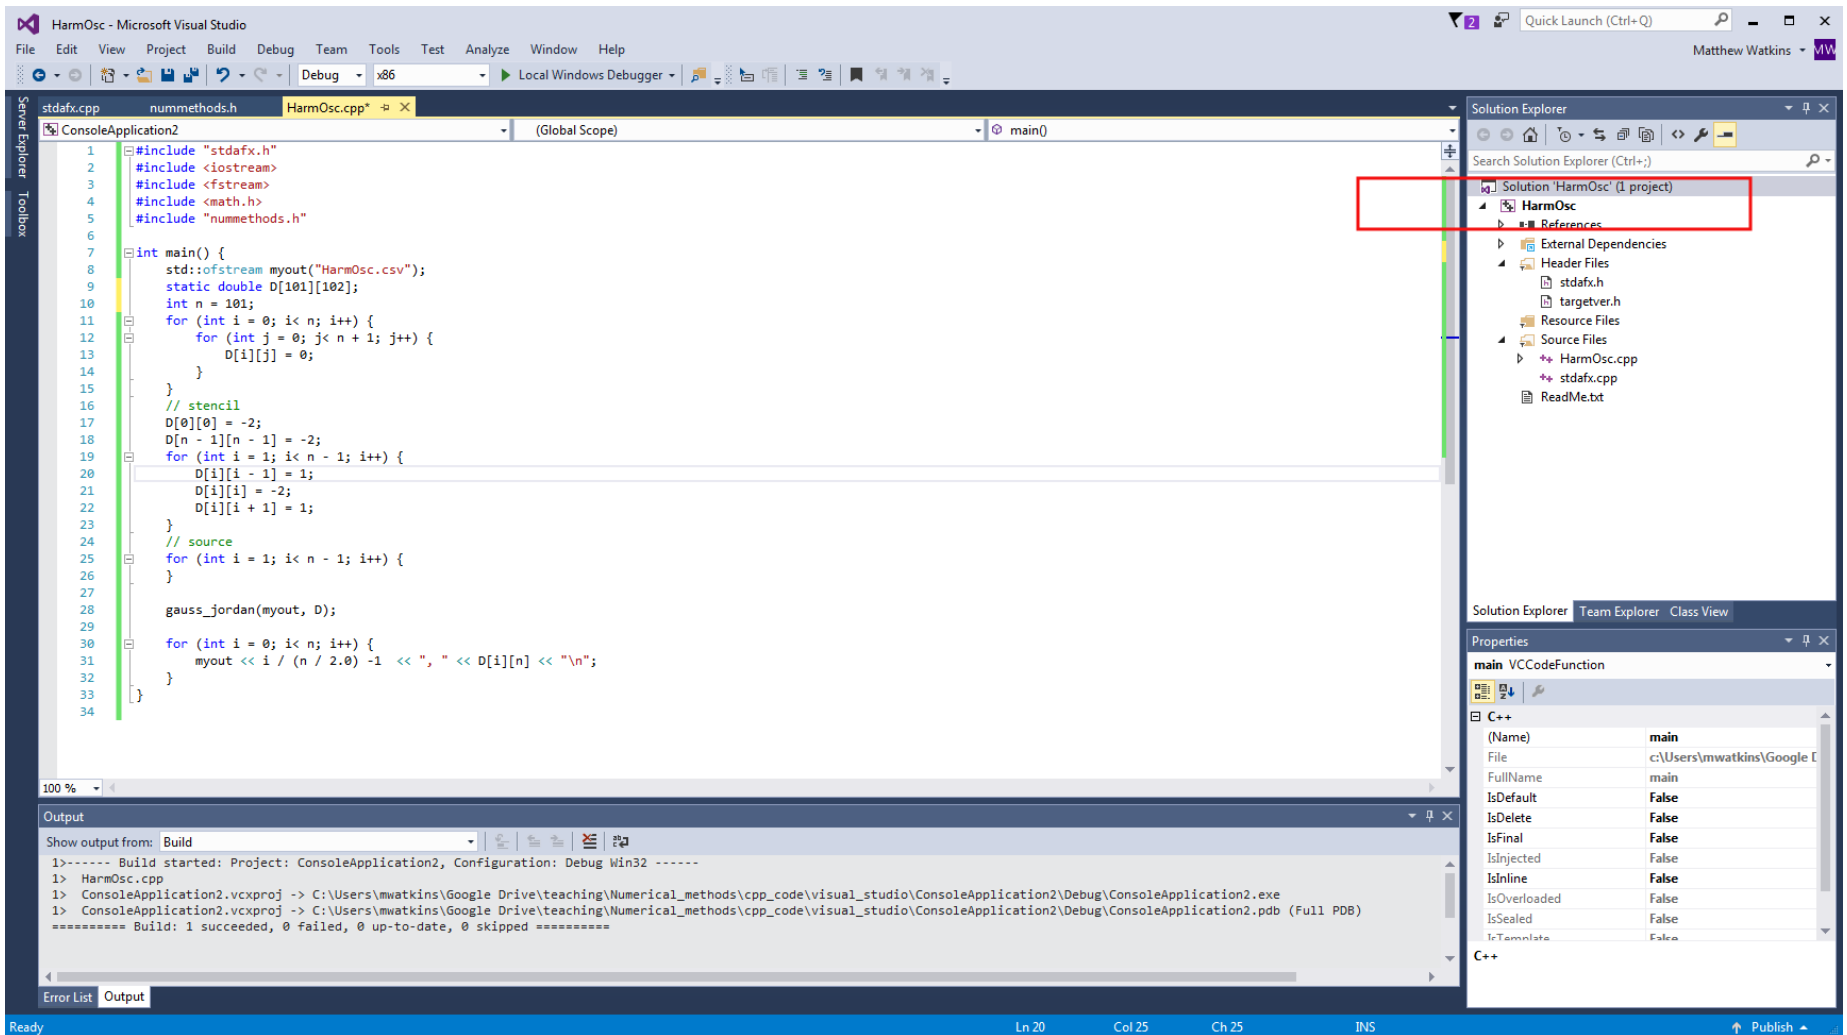 HarmOsc - Microsoft Visual Studio
2
Quick Launch (Ctrl+Q)
File Edit View Project Build Debug Team Tools Test Analyze Window Help
Matthew Watkins MW
Debug x86 Local Windows Debugger
Server Explorer
Toolbox
stdafx.cpp nummethods.h HarmOsc.cpp*
ConsoleApplication2 (Global Scope) main()
1 #include "stdafx.h"
2 #include <iostream>
3 #include <fstream>
4 #include <math.h>
5 #include "nummethods.h"
6
7 int main() {
8 std::ofstream myout("HarmOsc.csv");
9 static double D[101][102];
10 int n = 101;
11 for (int i = 0; i< n; i++) {
12 for (int j = 0; j< n + 1; j++) {
13 D[i][j] = 0;
14 }
15 }
16 // stencil
17 D[0][0] = -2;
18 D[n - 1][n - 1] = -2;
19 for (int i = 1; i< n - 1; i++) {
20 D[i][i - 1] = 1;
21 D[i][i] = -2;
22 D[i][i + 1] = 1;
23 }
24 // source
25 for (int i = 1; i< n - 1; i++) {
26 }
27
28 gauss_jordan(myout, D);
29
30 for (int i = 0; i< n; i++) {
31 myout << i / (n / 2.0) -1  << ", " << D[i][n] << "\n";
32 }
33 }
34
100 %
Output
Show output from: Build
1>------ Build started: Project: ConsoleApplication2, Configuration: Debug Win32 ------
1> HarmOsc.cpp
1> ConsoleApplication2.vcxproj -> C:\Users\mwatkins\Google Drive\teaching\Numerical_methods\cpp_code\visual_studio\ConsoleApplication2\Debug\ConsoleApplication2.exe
1> ConsoleApplication2.vcxproj -> C:\Users\mwatkins\Google Drive\teaching\Numerical_methods\cpp_code\visual_studio\ConsoleApplication2\Debug\ConsoleApplication2.pdb (Full PDB)
========== Build: 1 succeeded, 0 failed, 0 up-to-date, 0 skipped ==========
Error List Output
Solution Explorer
Search Solution Explorer (Ctrl+;)
Solution 'HarmOsc' (1 project)
HarmOsc
References
External Dependencies
Header Files
stdafx.h
targetver.h
Resource Files
Source Files
HarmOsc.cpp
stdafx.cpp
ReadMe.txt
Solution Explorer Team Explorer Class View
Properties
main VCCodeFunction
C++
(Name) main
File c:\Users\mwatkins\Google
FullName main
IsDefault False
IsDelete False
IsFinal False
IsInjected False
IsInline False
IsOverloaded False
IsSealed False
IsTemplate False
C++
Ready Ln 20 Col 25 Ch 25 INS Publish